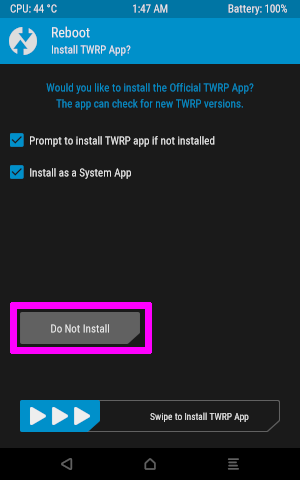 CPU: 44 °C 1:47 AM Battery: 100%
Reboot
Install TWRP App?
Would you like to install the Official TWRP App?
The app can check for new TWRP versions.
Prompt to install TWRP app if not installed
Install as a System App
Do Not Install
Swipe to Install TWRP App